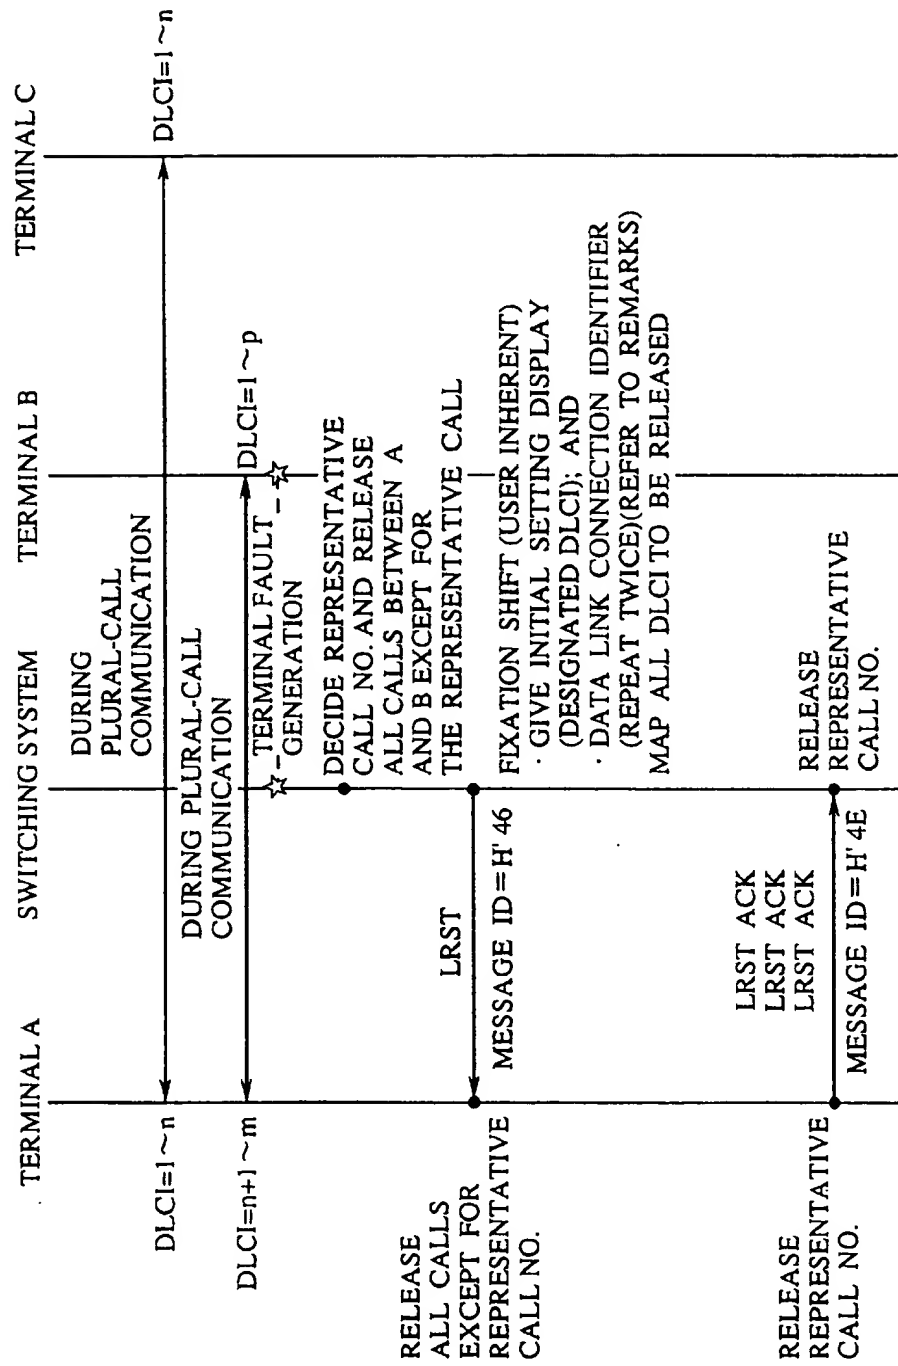 TERMINAL A
SWITCHING SYSTEM
TERMINAL B
TERMINAL C
DLCI=1~n
DURING
PLURAL-CALL
COMMUNICATION
DLCI=1~n
DLCI=n+1~m
DURING PLURAL-CALL
COMMUNICATION
DLCI=1~p
TERMINAL FAULT
GENERATION
DECIDE REPRESENTATIVE
CALL NO. AND RELEASE
ALL CALLS BETWEEN A
AND B EXCEPT FOR
THE REPRESENTATIVE CALL
RELEASE
ALL CALLS
EXCEPT FOR
REPRESENTATIVE
CALL NO.
LRST
MESSAGE ID=H' 46
FIXATION SHIFT (USER INHERENT)
· GIVE INITIAL SETTING DISPLAY
(DESIGNATED DLCI); AND
· DATA LINK CONNECTION IDENTIFIER
(REPEAT TWICE)(REFER TO REMARKS)
MAP ALL DLCI TO BE RELEASED
LRST ACK
LRST ACK
LRST ACK
MESSAGE ID=H' 4E
RELEASE
REPRESENTATIVE
CALL NO.
RELEASE
REPRESENTATIVE
CALL NO.